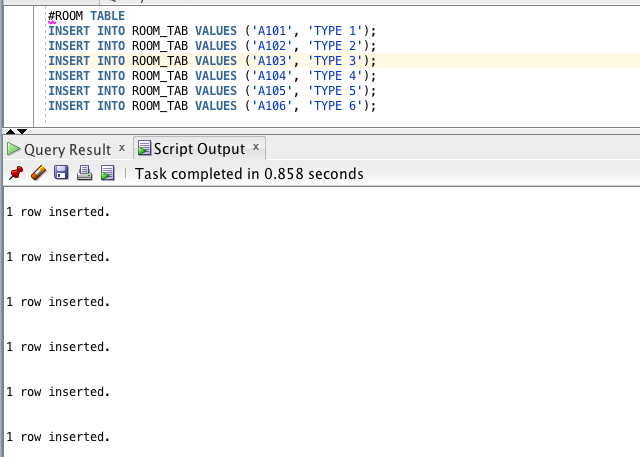 #ROOM TABLE
INSERT INTO ROOM_TAB VALUES ('A101', 'TYPE 1');
INSERT INTO ROOM_TAB VALUES ('A102', 'TYPE 2');
INSERT INTO ROOM_TAB VALUES ('A103', 'TYPE 3');
INSERT INTO ROOM_TAB VALUES ('A104', 'TYPE 4');
INSERT INTO ROOM_TAB VALUES ('A105', 'TYPE 5');
INSERT INTO ROOM_TAB VALUES ('A106', 'TYPE 6');
Query Result x Script Output x
Task completed in 0.858 seconds
1 row inserted.
1 row inserted.
1 row inserted.
1 row inserted.
1 row inserted.
1 row inserted.